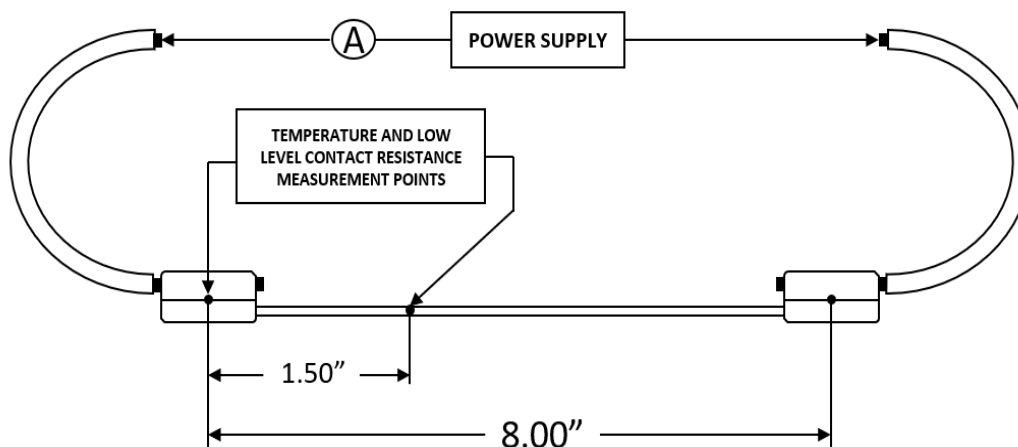 A
POWER SUPPLY
TEMPERATURE AND LOW
LEVEL CONTACT RESISTANCE
MEASUREMENT POINTS
1.50”
8.00”